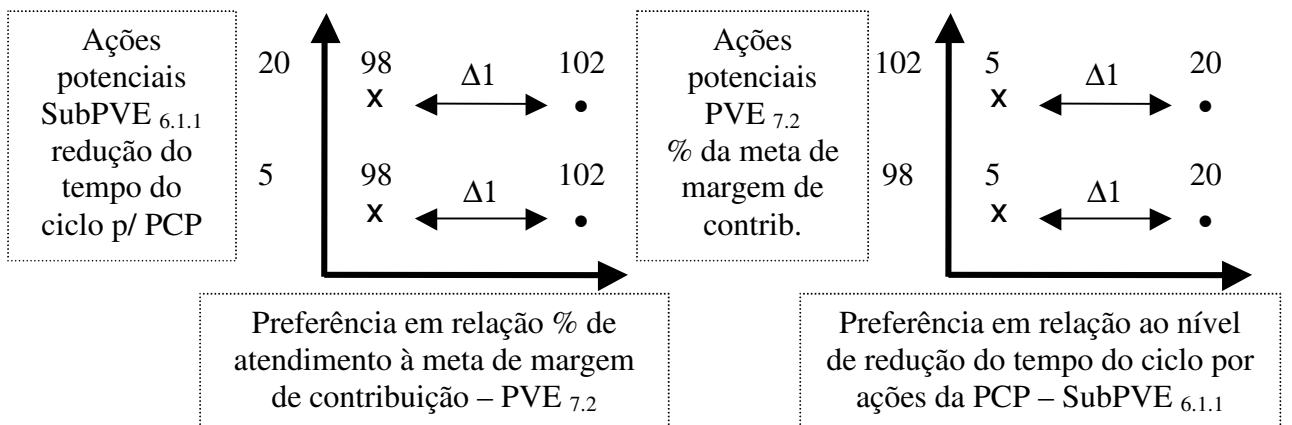 Ações
potenciais
SubPVE 6.1.1
redução do
tempo do
ciclo p/ PCP
20
98
Δ1
102
x
•
5
98
Δ1
102
x
•
Preferência em relação % de
atendimento à meta de margem
de contribuição – PVE 7.2
Ações
potenciais
PVE 7.2
% da meta de
margem de
contrib.
102
5
Δ1
20
x
•
98
5
Δ1
20
x
•
Preferência em relação ao nível
de redução do tempo do ciclo por
ações da PCP – SubPVE 6.1.1